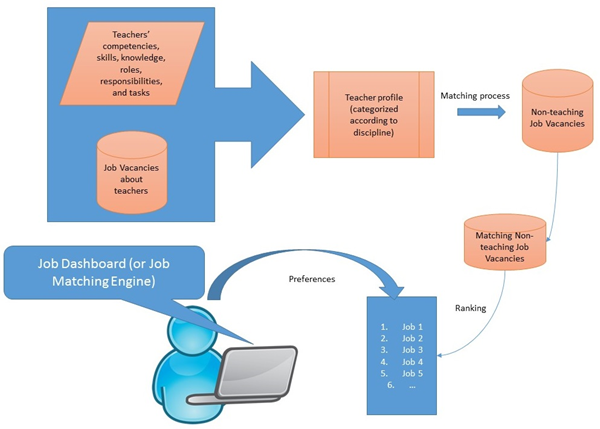 Teachers'
competencies,
skills, knowledge,
roles,
responsibilities,
and tasks
Job Vacancies
about
teachers
Teacher profile
(categorized
according to
discipline)
Matching process
Non-teaching
Job Vacancies
Matching Non-
teaching Job
Vacancies
Job Dashboard (or Job
Matching Engine)
Preferences
Ranking
1. Job 1
2. Job 2
3. Job 3
4. Job 4
5. Job 5
6. ...